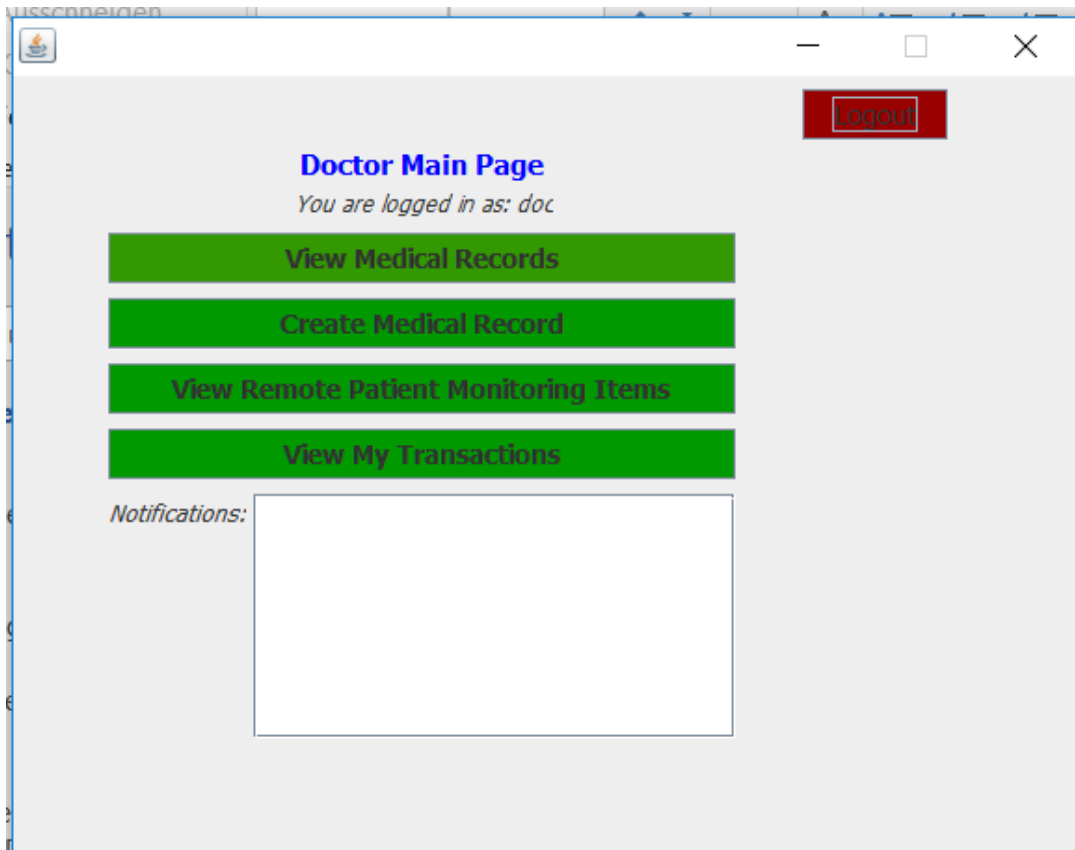 Ausschneiden
Logout
Doctor Main Page
You are logged in as: doc
View Medical Records
Create Medical Record
View Remote Patient Monitoring Items
View My Transactions
Notifications: